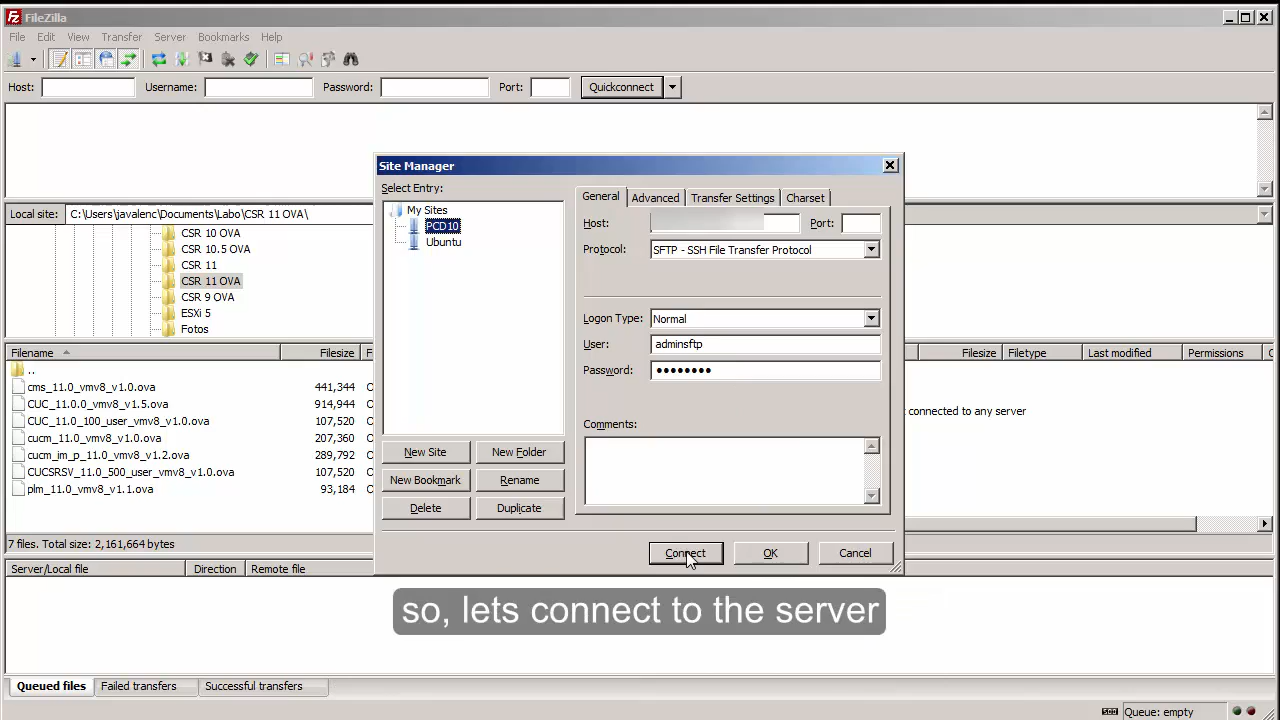 FileZilla
File Edit View Transfer Server Bookmarks Help
Host: Username: Password: Port: Quickconnect
Site Manager
Select Entry:
My Sites
PCD10
Ubuntu
New Site New Folder
New Bookmark Rename
Delete Duplicate
General Advanced Transfer Settings Charset
Host: Port:
Protocol: SFTP - SSH File Transfer Protocol
Logon Type: Normal
User: adminsftp
Password: ••••••••
Comments:
Connect OK Cancel
Local site: C:\Users\javalenc\Documents\Labo\CSR 11 OVA\
CSR 10 OVA
CSR 10.5 OVA
CSR 11
CSR 11 OVA
CSR 9 OVA
ESXi 5
Fotos
Filename Filesize F
..
cms_11.0_vmv8_v1.0.ova 441,344 O
CUC_11.0.0_vmv8_v1.5.ova 914,944 O
CUC_11.0_100_user_vmv8_v1.0.ova 107,520 O
cucm_11.0_vmv8_v1.0.ova 207,360 O
cucm_im_p_11.0_vmv8_v1.2.ova 289,792 O
CUCSRSV_11.0_500_user_vmv8_v1.0.ova 107,520 O
plm_11.0_vmv8_v1.1.ova 93,184 O
7 files. Total size: 2,161,664 bytes
Filesize Filetype Last modified Permissions
connected to any server
Server/Local file Direction Remote file
so, lets connect to the server
Queued files Failed transfers Successful transfers
Queue: empty